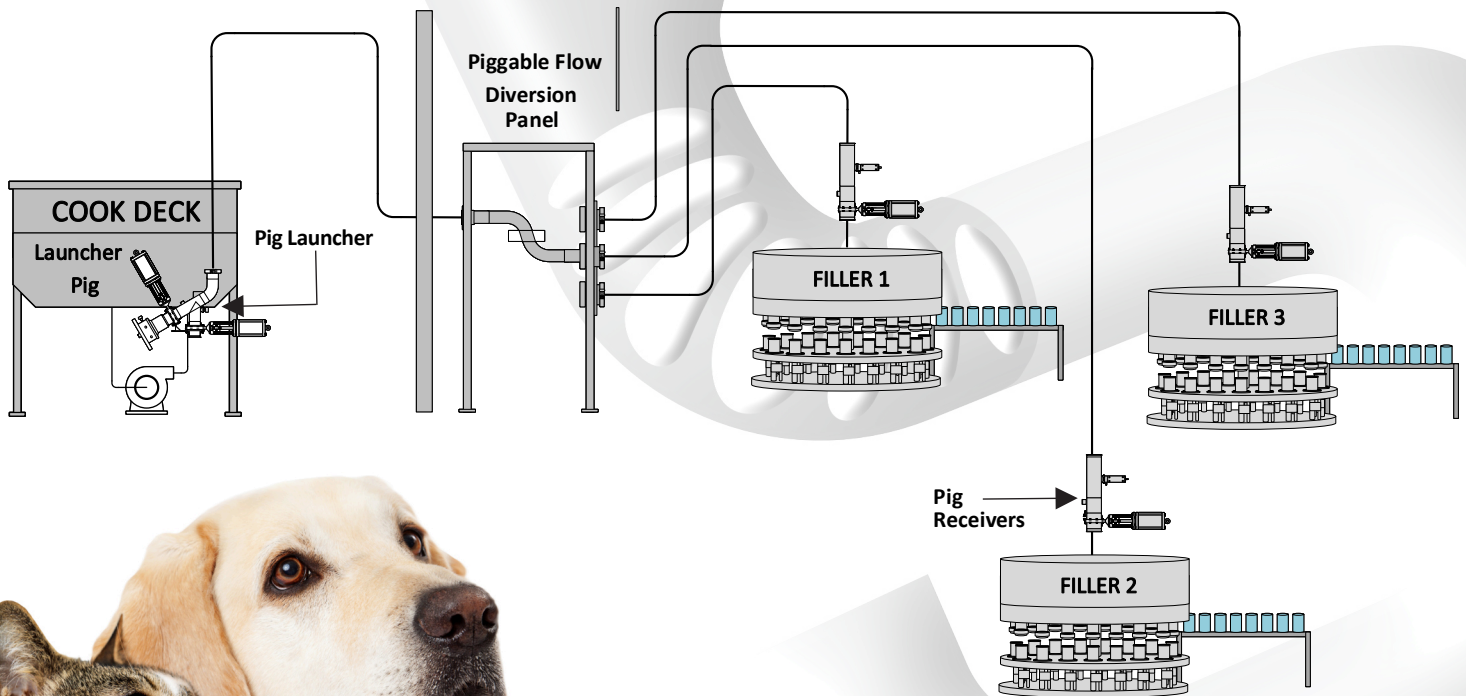 Piggable Flow
Diversion
Panel
COOK DECK
Launcher
Pig
Pig Launcher
FILLER 1
FILLER 3
Pig
Receivers
FILLER 2